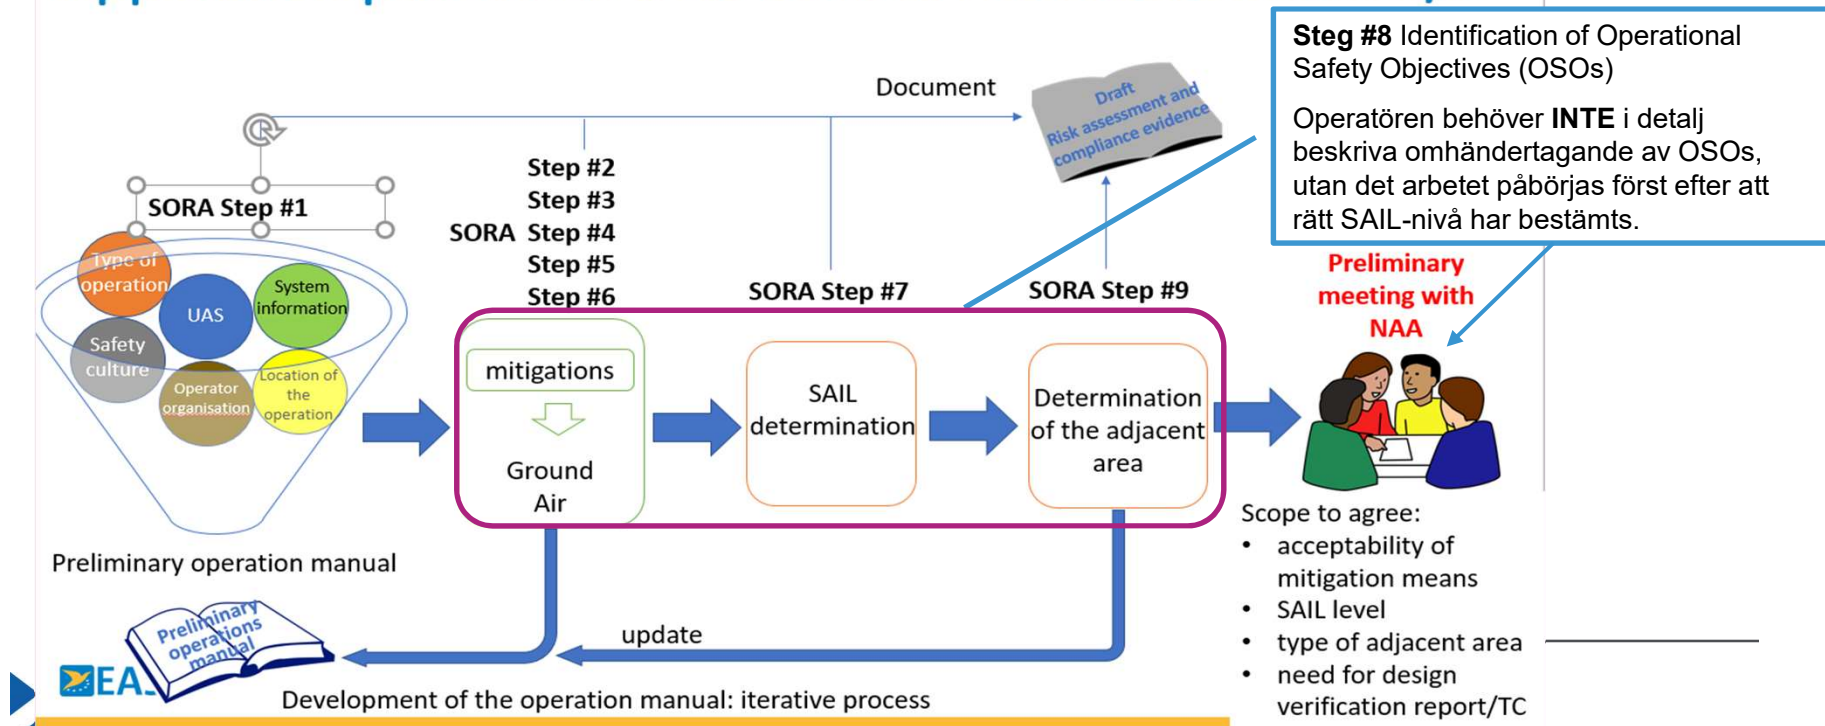 Steg #8 Identification of Operational
Safety Objectives (OSOs)
Operatören behöver INTE i detalj
beskriva omhändertagande av OSOs,
utan det arbetet påbörjas först efter att
rätt SAIL-nivå har bestämts.
Document
Draft
Risk assessment and
compliance evidence
SORA Step #1
Step #2
Step #3
SORA Step #4
Step #5
Step #6
SORA Step #7
SORA Step #9
Preliminary
meeting with
NAA
Type of
operation
UAS
System
information
Safety
culture
Operator
organisation
Location of
the
operation
mitigations
Ground
Air
SAIL
determination
Determination
of the adjacent
area
Preliminary operation manual
Preliminary
operations
manual
update
EA
Development of the operation manual: iterative process
Scope to agree:
• acceptability of
mitigation means
• SAIL level
• type of adjacent area
• need for design
verification report/TC